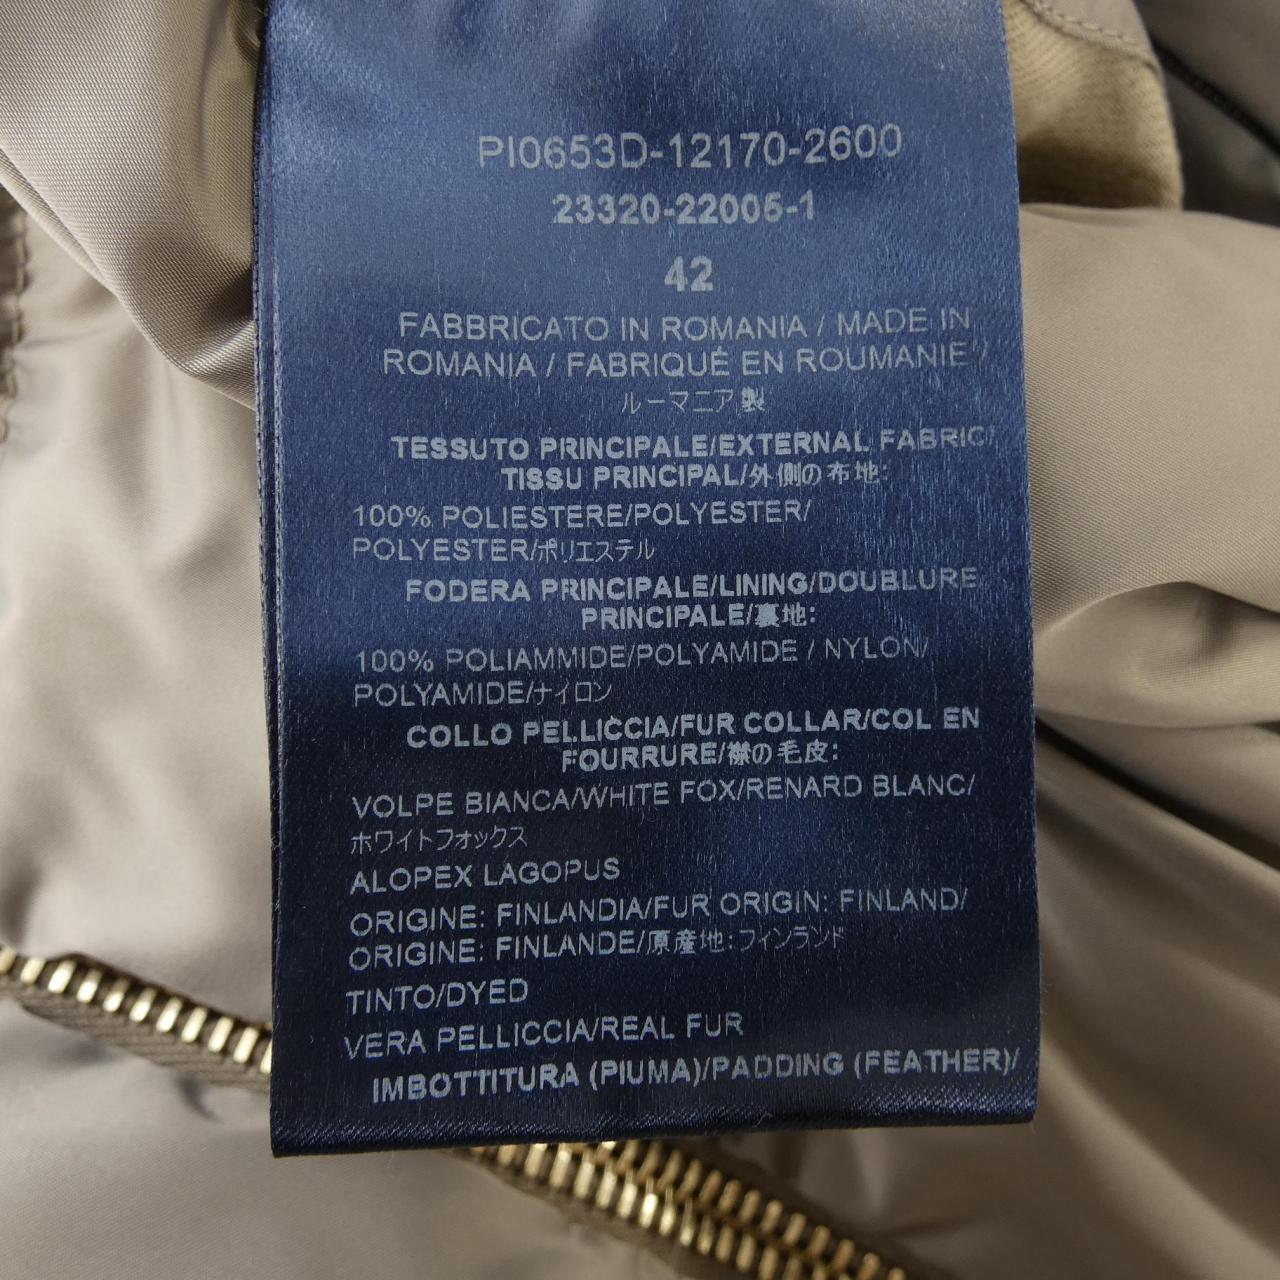 PI0653D-12170-2600
23320-22005-1
42
FABBRICATO IN ROMANIA / MADE IN
ROMANIA / FABRIQUÉ EN ROUMANIE /
ルーマニア製
TESSUTO PRINCIPALE/EXTERNAL FABRIC/
TISSU PRINCIPAL/外側の布地:
100% POLIESTERE/POLYESTER/
POLYESTER/ポリエステル
FODERA PRINCIPALE/LINING/DOUBLURE
PRINCIPALE/裏地:
100% POLIAMMIDE/POLYAMIDE / NYLON/
POLYAMIDE/ナイロン
COLLO PELLICCIA/FUR COLLAR/COL EN
FOURRURE/襟の毛皮:
VOLPE BIANCA/WHITE FOX/RENARD BLANC/
ホワイトフォックス
ALOPEX LAGOPUS
ORIGINE: FINLANDIA/FUR ORIGIN: FINLAND/
ORIGINE: FINLANDE/原産地:フィンランド
TINTO/DYED
VERA PELLICCIA/REAL FUR
IMBOTTITURA (PIUMA)/PADDING (FEATHER)/